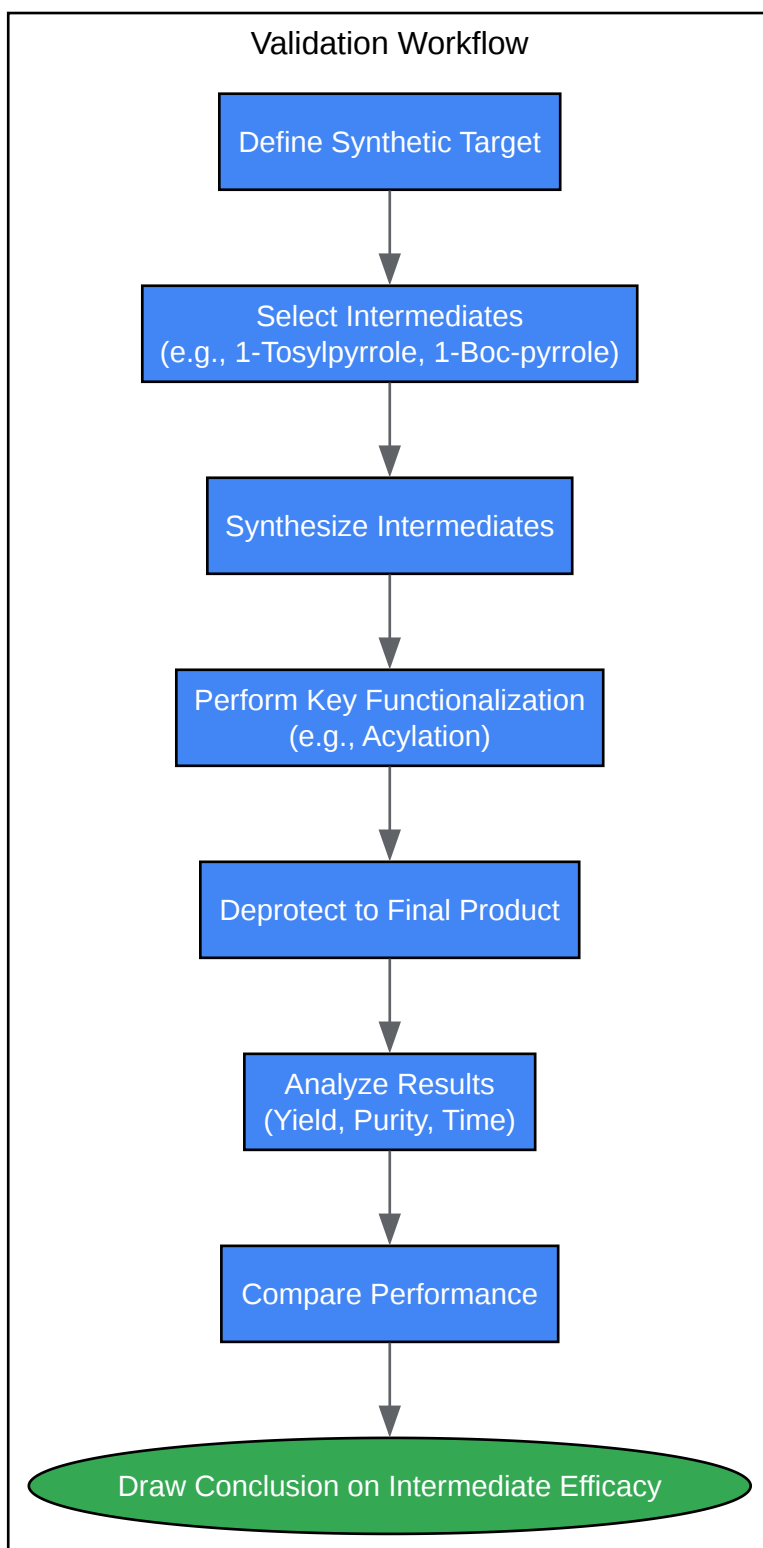 Validation Workflow
Define Synthetic Target
Select Intermediates
(e.g., 1-Tosylpyrrole, 1-Boc-pyrrole)
Synthesize Intermediates
Perform Key Functionalization
(e.g., Acylation)
Deprotect to Final Product
Analyze Results
(Yield, Purity, Time)
Compare Performance
Draw Conclusion on Intermediate Efficacy